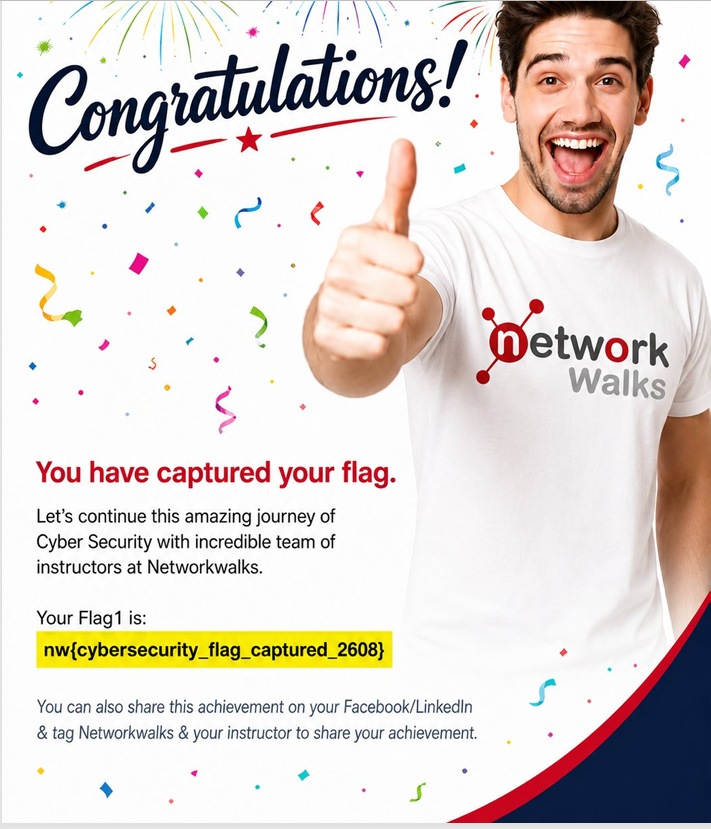 Congratulations!
network
Walks
You have captured your flag.
Let's continue this amazing journey of
Cyber Security with incredible team of
instructors at Networkwalks.
Your Flag1 is:
nw{cybersecurity_flag_captured_2608}
You can also share this achievement on your Facebook/LinkedIn
& tag Networkwalks & your instructor to share your achievement.